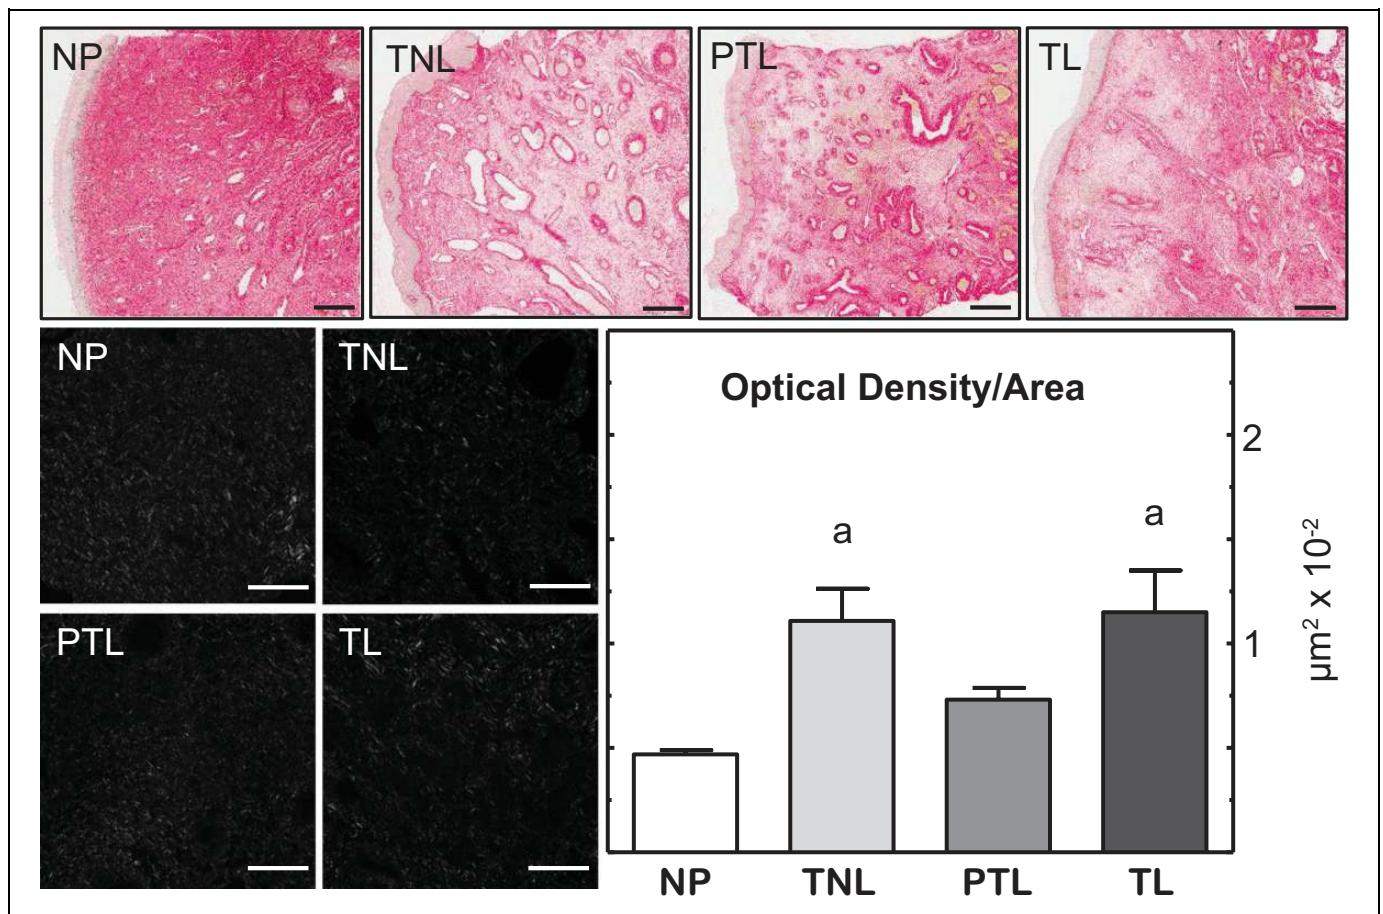 NP
TNL
PTL
TL
NP
TNL
PTL
TL
Optical Density/Area
2
1
a
a
µm² x 10⁻²
NP TNL PTL TL